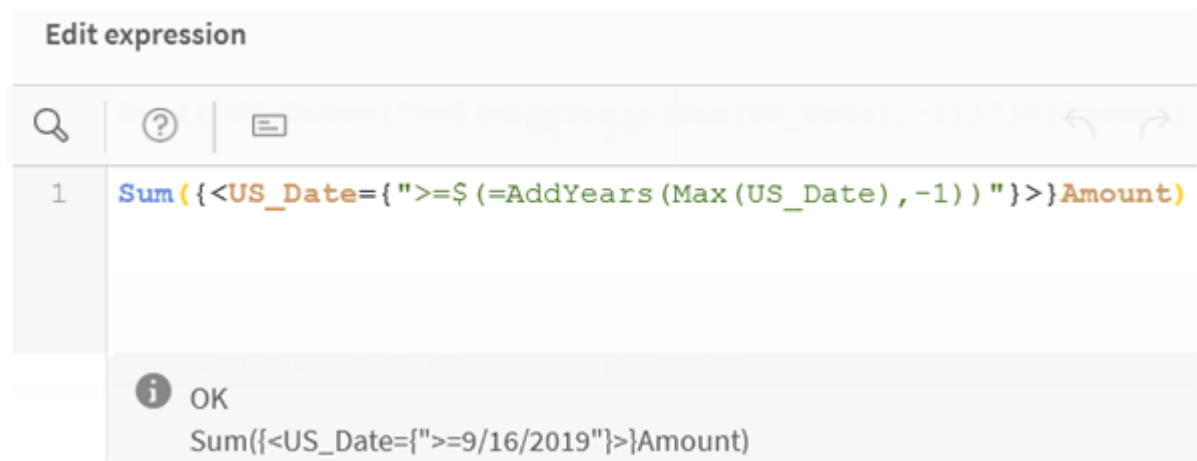 Edit expression
1 Sum({<US_Date={">=$(=AddYears(Max(US_Date),-1))"}>}Amount)
OK
Sum({<US_Date={">=9/16/2019"}>}Amount)